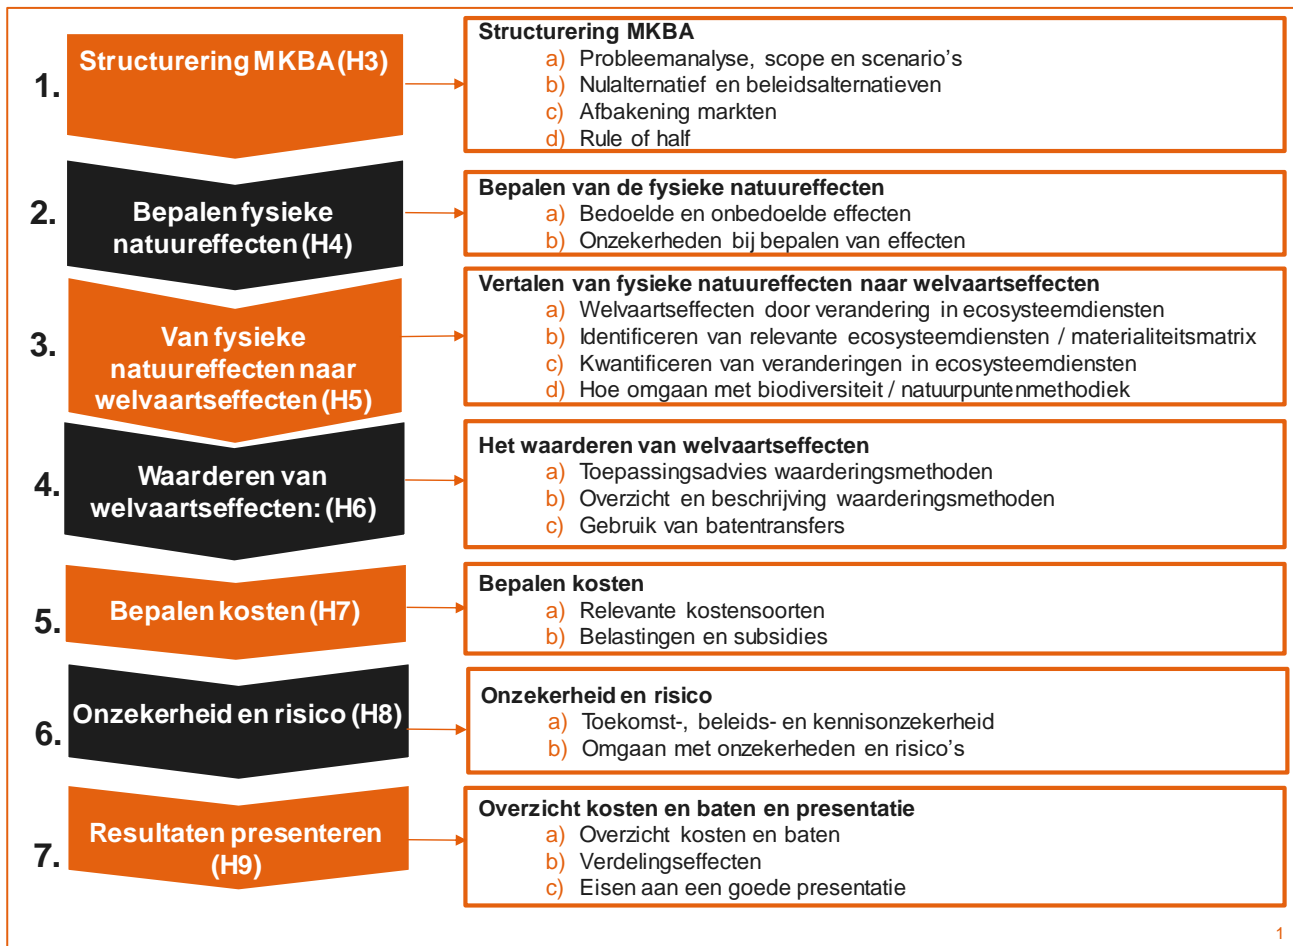 1.
Structurering MKBA (H3)
Structurering MKBA
a) Probleemanalyse, scope en scenario's
b) Nulalternatief en beleidsalternatieven
c) Afbakening markten
d) Rule of half
2.
Bepalen fysieke
natuureffecten (H4)
Bepalen van de fysieke natuureffecten
a) Bedoelde en onbedoelde effecten
b) Onzekerheden bij bepalen van effecten
3.
Van fysieke
natuureffecten naar
welvaartseffecten (H5)
Vertalen van fysieke natuureffecten naar welvaartseffecten
a) Welvaartseffecten door verandering in ecosysteemdiensten
b) Identificeren van relevante ecosysteemdiensten / materialiteitsmatrix
c) Kwantificeren van veranderingen in ecosysteemdiensten
d) Hoe omgaan met biodiversiteit / natuurpuntenmethodiek
4.
Waarderen van
welvaartseffecten: (H6)
Het waarderen van welvaartseffecten
a) Toepassingsadvies waarderingsmethoden
b) Overzicht en beschrijving waarderingsmethoden
c) Gebruik van batentransfers
5.
Bepalen kosten (H7)
Bepalen kosten
a) Relevante kostensoorten
b) Belastingen en subsidies
6.
Onzekerheid en risico (H8)
Onzekerheid en risico
a) Toekomst-, beleids- en kennisonzekerheid
b) Omgaan met onzekerheden en risico's
7.
Resultaten presenteren
(H9)
Overzicht kosten en baten en presentatie
a) Overzicht kosten en baten
b) Verdelingseffecten
c) Eisen aan een goede presentatie
1